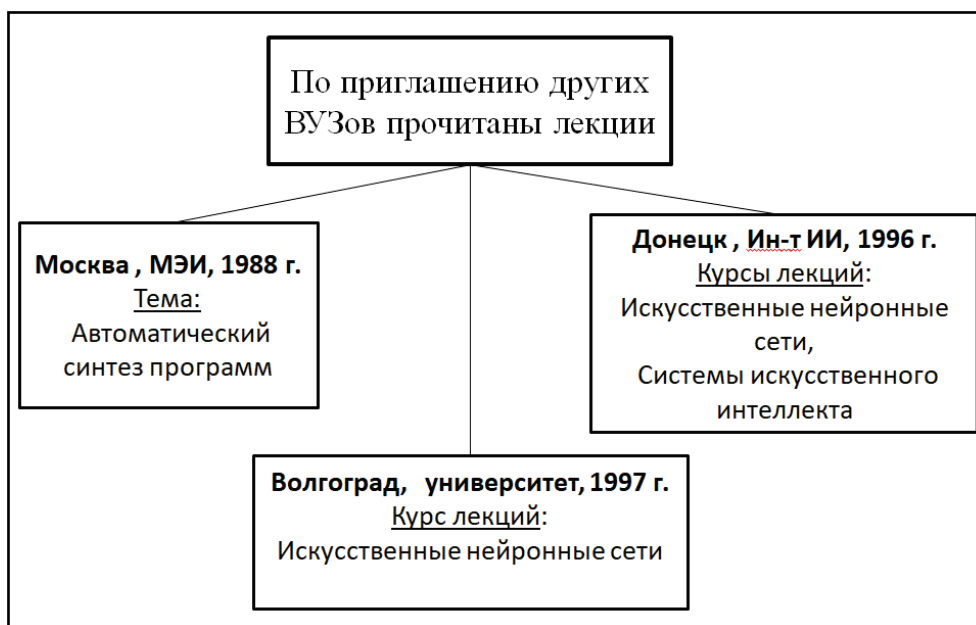 По приглашению других
ВУЗов прочитаны лекции
Москва , МЭИ, 1988 г.
Тема:
Автоматический
синтез программ
Донецк , Ин-т ИИ, 1996 г.
Курсы лекций:
Искусственные нейронные
сети,
Системы искусственного
интеллекта
Волгоград, университет, 1997 г.
Курс лекций:
Искусственные нейронные сети